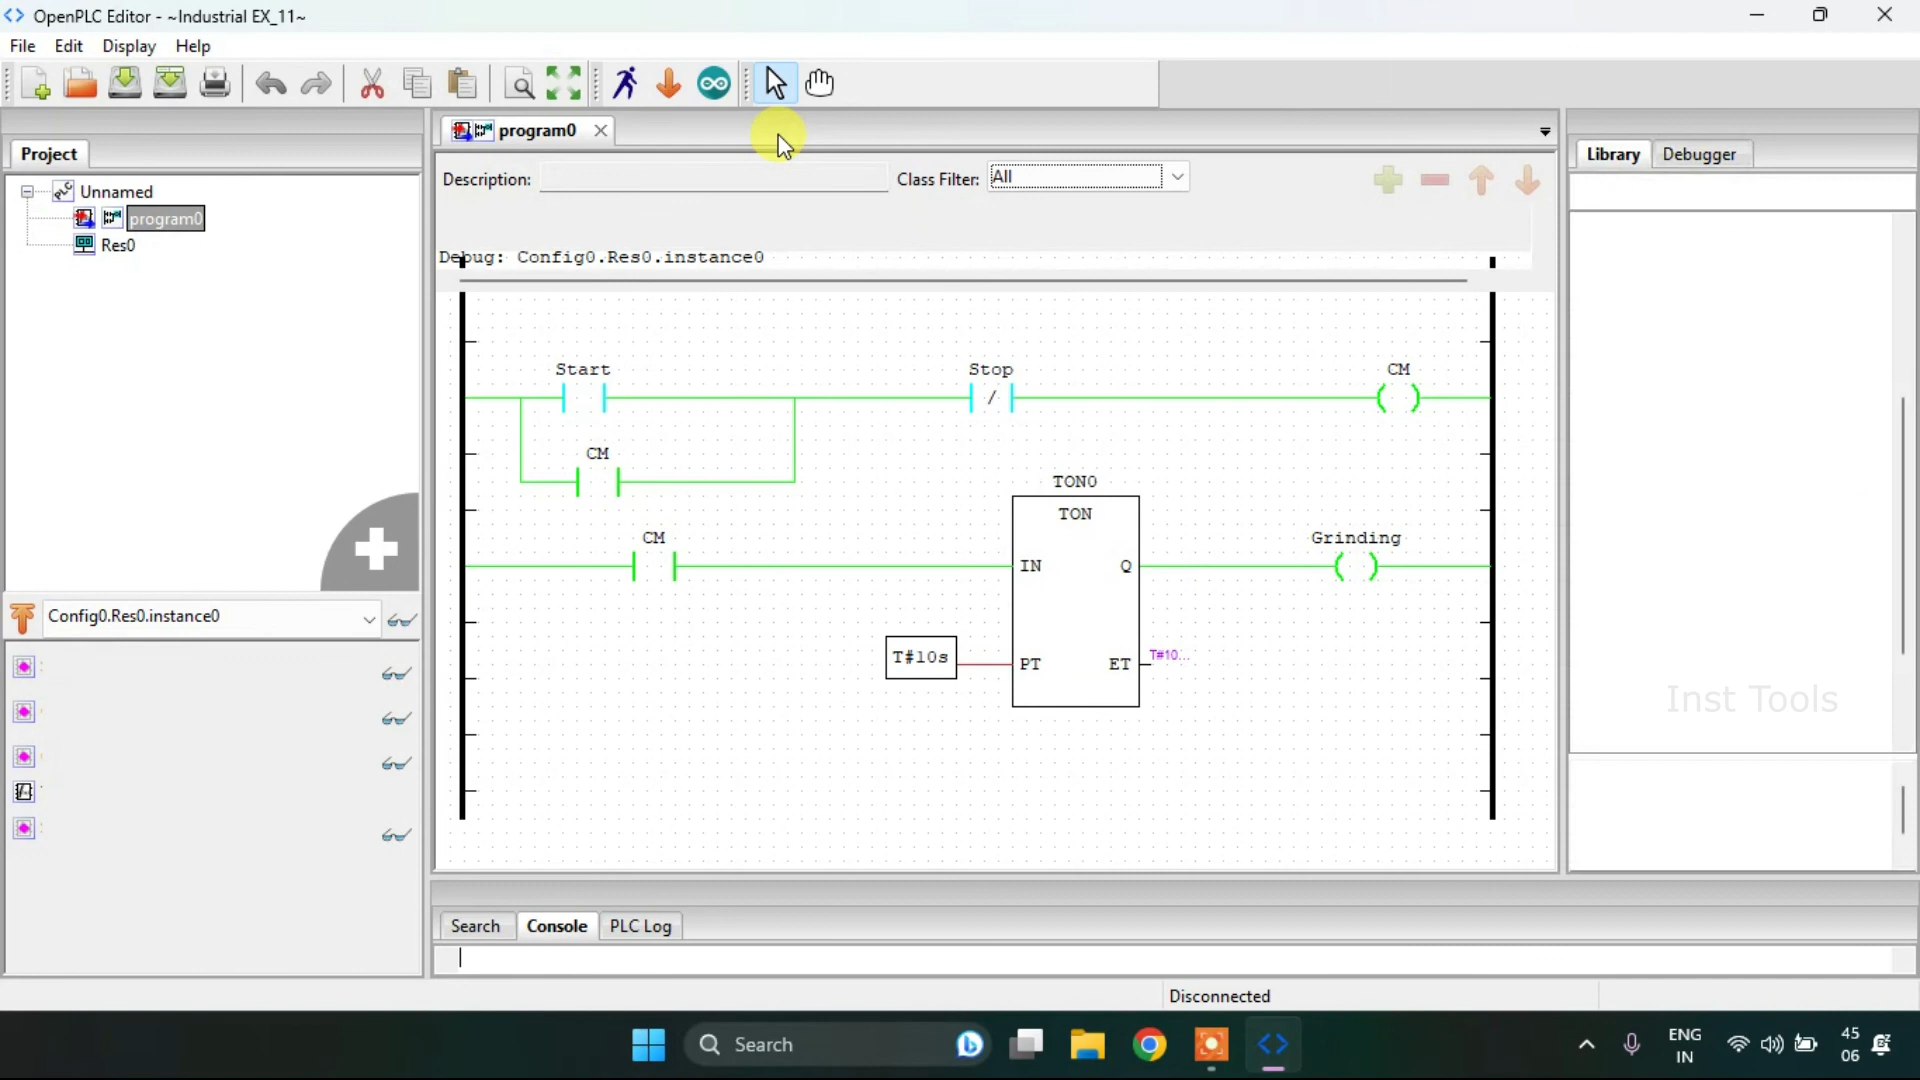 OpenPLC Editor - ~Industrial EX_11~
File Edit Display Help
Project
program0
Library Debugger
Description:
Class Filter: All
Unnamed
program0
Res0
Debug: Config0.Res0.instance0
Start
Stop
CM
/
CM
TON0
TON
CM
Grinding
IN Q
T#10s
PT ET
T#10...
Config0.Res0.instance0
Inst Tools
Search Console PLC Log
Disconnected
Search
ENG
IN
45
06